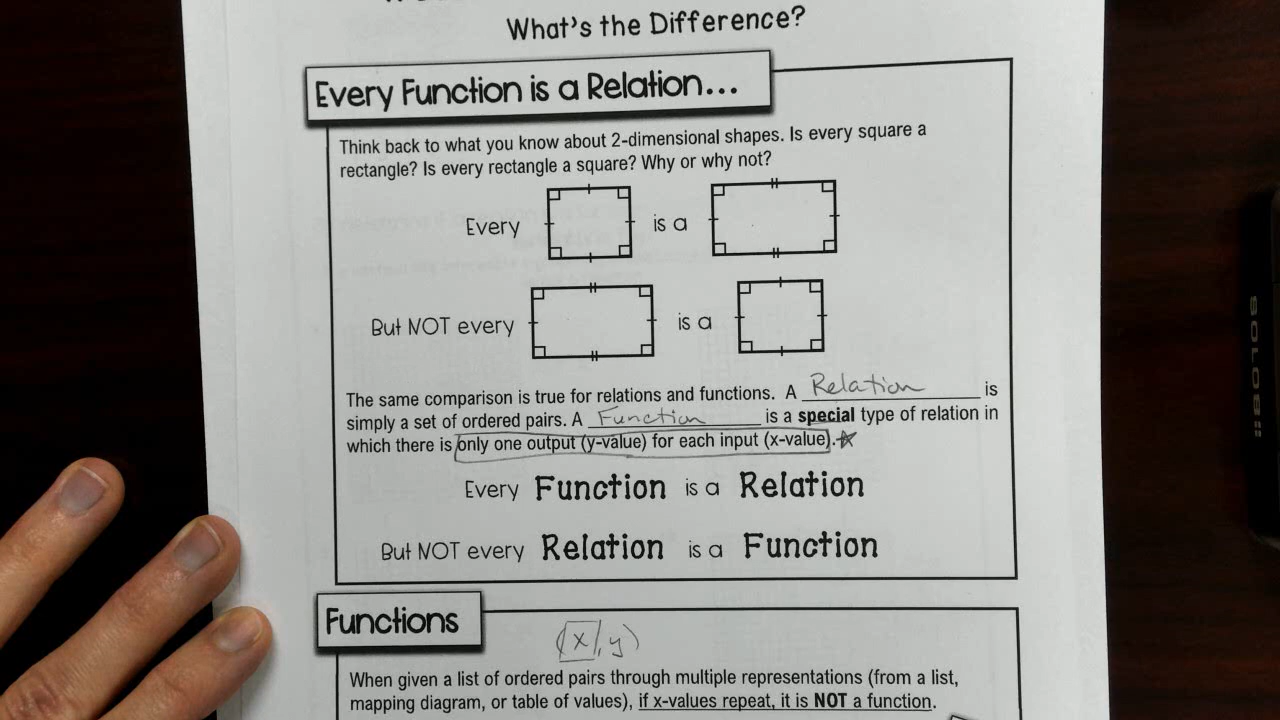 What's the Difference?
Every Function is a Relation...
Think back to what you know about 2-dimensional shapes. Is every square a
rectangle? Is every rectangle a square? Why or why not?
Every is a
But NOT every is a
The same comparison is true for relations and functions. A Relation is
simply a set of ordered pairs. A Function is a special type of relation in
which there is only one output (y-value) for each input (x-value).
Every Function is a Relation
But NOT every Relation is a Function
Functions
(x, y)
When given a list of ordered pairs through multiple representations (from a list,
mapping diagram, or table of values), if x-values repeat, it is NOT a function.